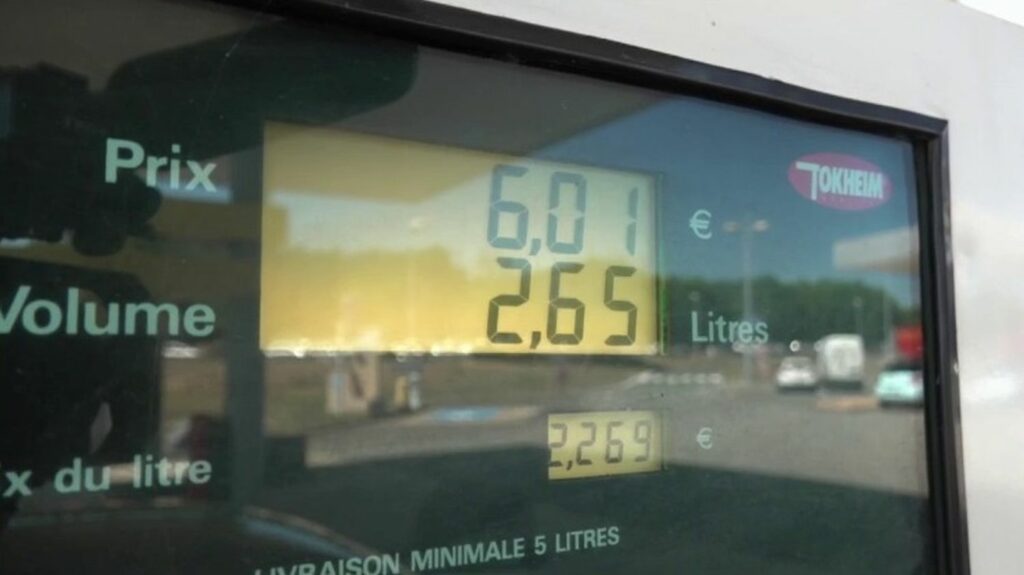 Prix 6,01 €
TOKHEIM
Volume 2,65 Litres
x du litre 2,269 €
LIVRAISON MINIMALE 5 LITRES